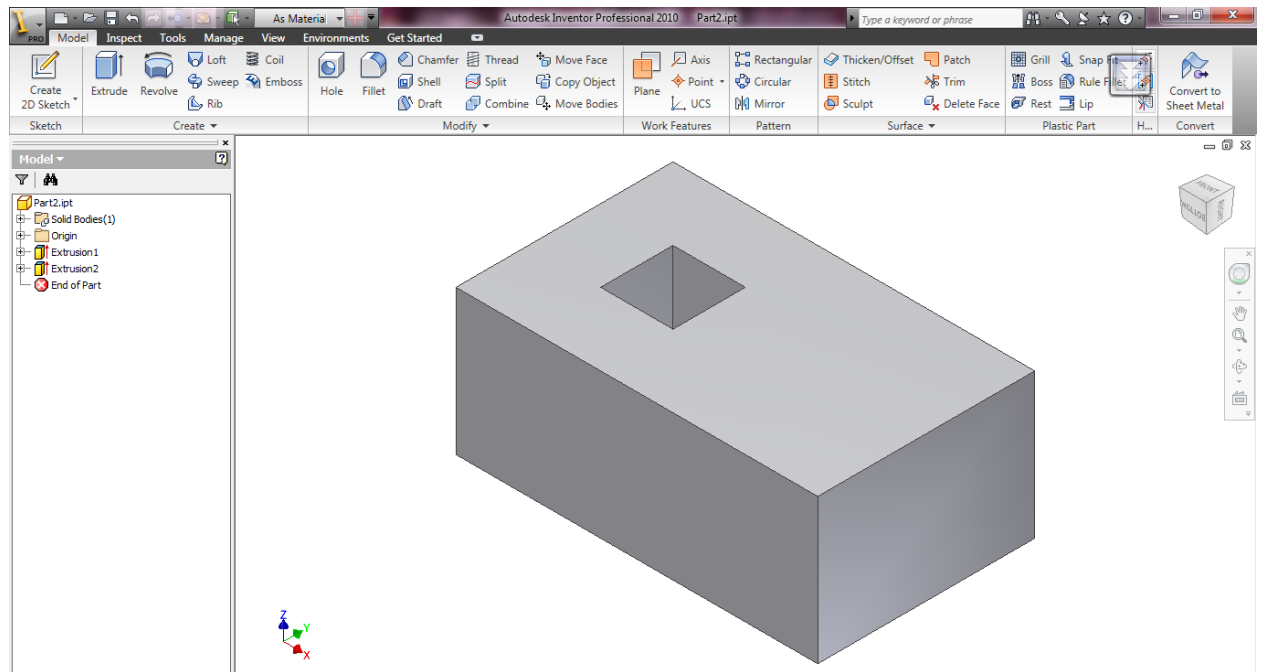 As Material Autodesk Inventor Professional 2010 Part2.ipt Type a keyword or phrase
PRO Model Inspect Tools Manage View Environments Get Started
Loft Coil Chamfer Thread Move Face Axis Rectangular Thicken/Offset Patch Grill Snap Fit
Create 2D Sketch Extrude Revolve Sweep Emboss Hole Fillet Shell Split Copy Object Plane Point Circular Stitch Trim Boss Rule Fillet Convert to Sheet Metal
Rib Draft Combine Move Bodies UCS Mirror Sculpt Delete Face Rest Lip
Sketch Create Modify Work Features Pattern Surface Plastic Part H... Convert
Model
Part2.ipt
Solid Bodies(1)
Origin
Extrusion1
Extrusion2
End of Part
FRONT
Z
Y
X